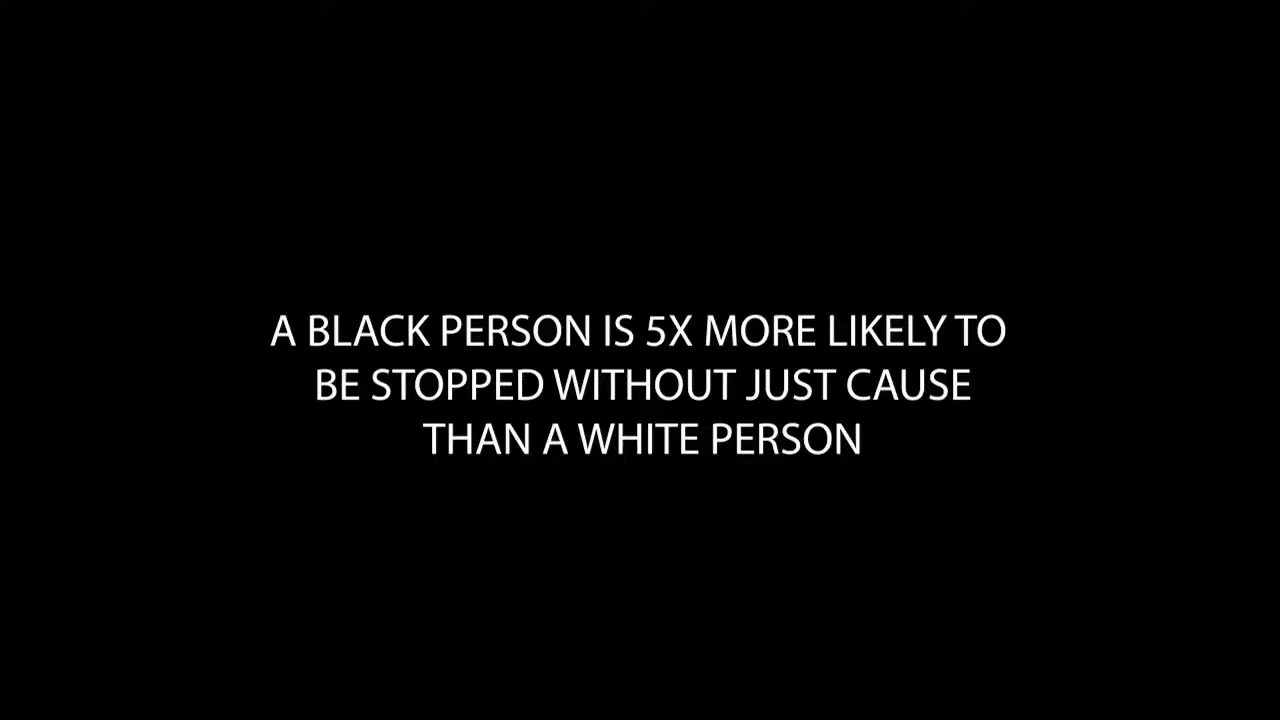 A BLACK PERSON IS 5X MORE LIKELY TO
BE STOPPED WITHOUT JUST CAUSE
THAN A WHITE PERSON